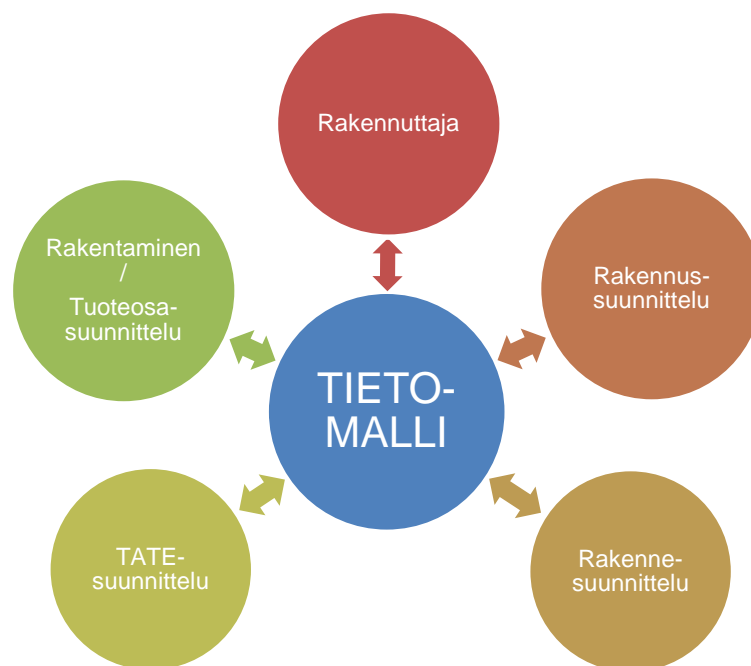 Rakennuttaja
Rakennus-
suunnittelu
Rakentaminen
/
Tuoteosa-
suunnittelu
TIETO-
MALLI
TATE-
suunnittelu
Rakenne-
suunnittelu